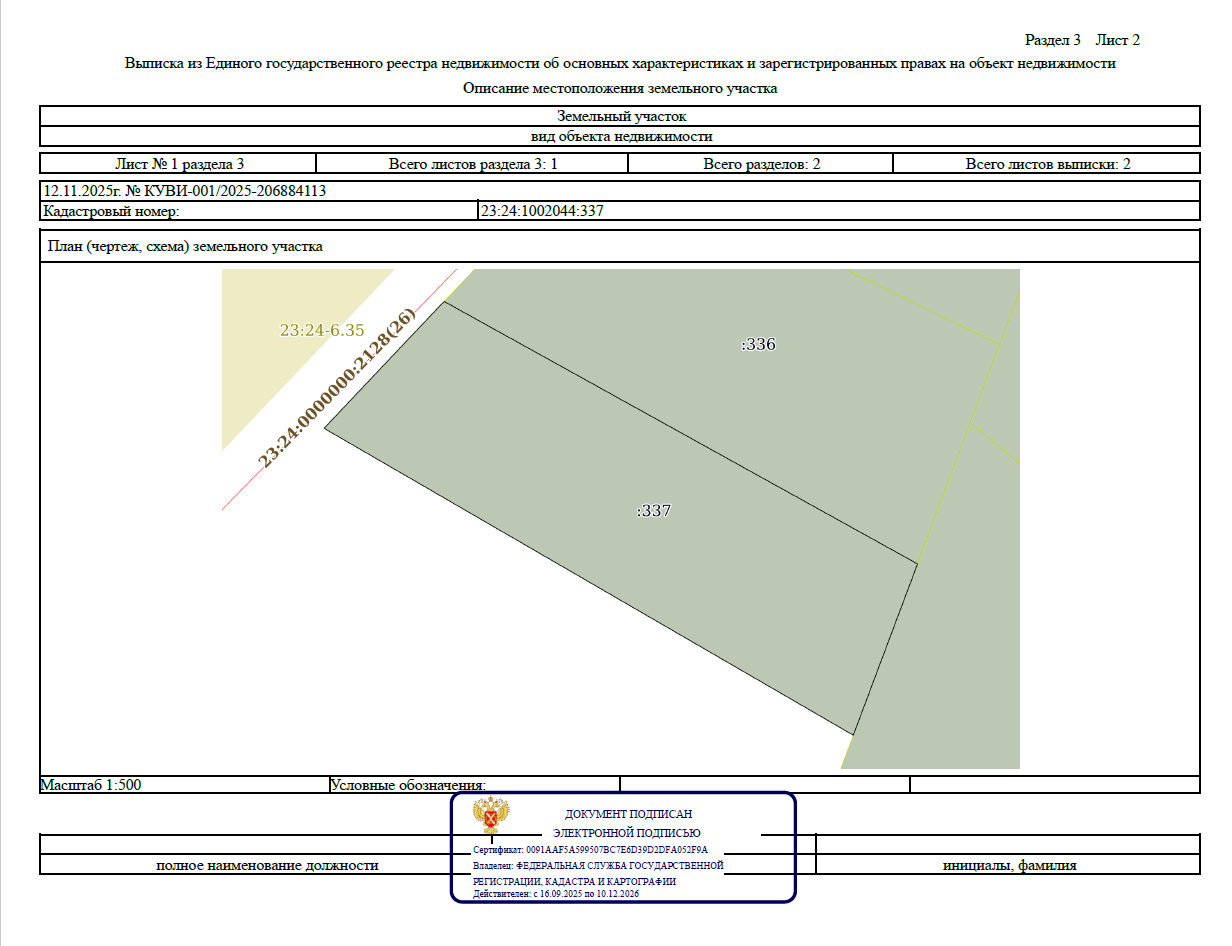 Раздел 3 Лист 2
Выписка из Единого государственного реестра недвижимости об основных характеристиках и зарегистрированных правах на объект недвижимости
Описание местоположения земельного участка
Земельный участок
вид объекта недвижимости
Лист № 1 раздела 3 Всего листов раздела 3: 1 Всего разделов: 2 Всего листов выписки: 2
12.11.2025г. № КУВИ-001/2025-206884113
Кадастровый номер: 23:24:1002044:337
План (чертеж, схема) земельного участка
23:24-6.35
23:24:0000000:2128(26)
:336
:337
Масштаб 1:500 Условные обозначения:
ДОКУМЕНТ ПОДПИСАН
ЭЛЕКТРОННОЙ ПОДПИСЬЮ
Сертификат: 0091AAF5A599507BC7E6D39D2DFA052F9A
Владелец: ФЕДЕРАЛЬНАЯ СЛУЖБА ГОСУДАРСТВЕННОЙ
РЕГИСТРАЦИИ, КАДАСТРА И КАРТОГРАФИИ
Действителен: с 16.09.2025 по 10.12.2026
полное наименование должности инициалы, фамилия